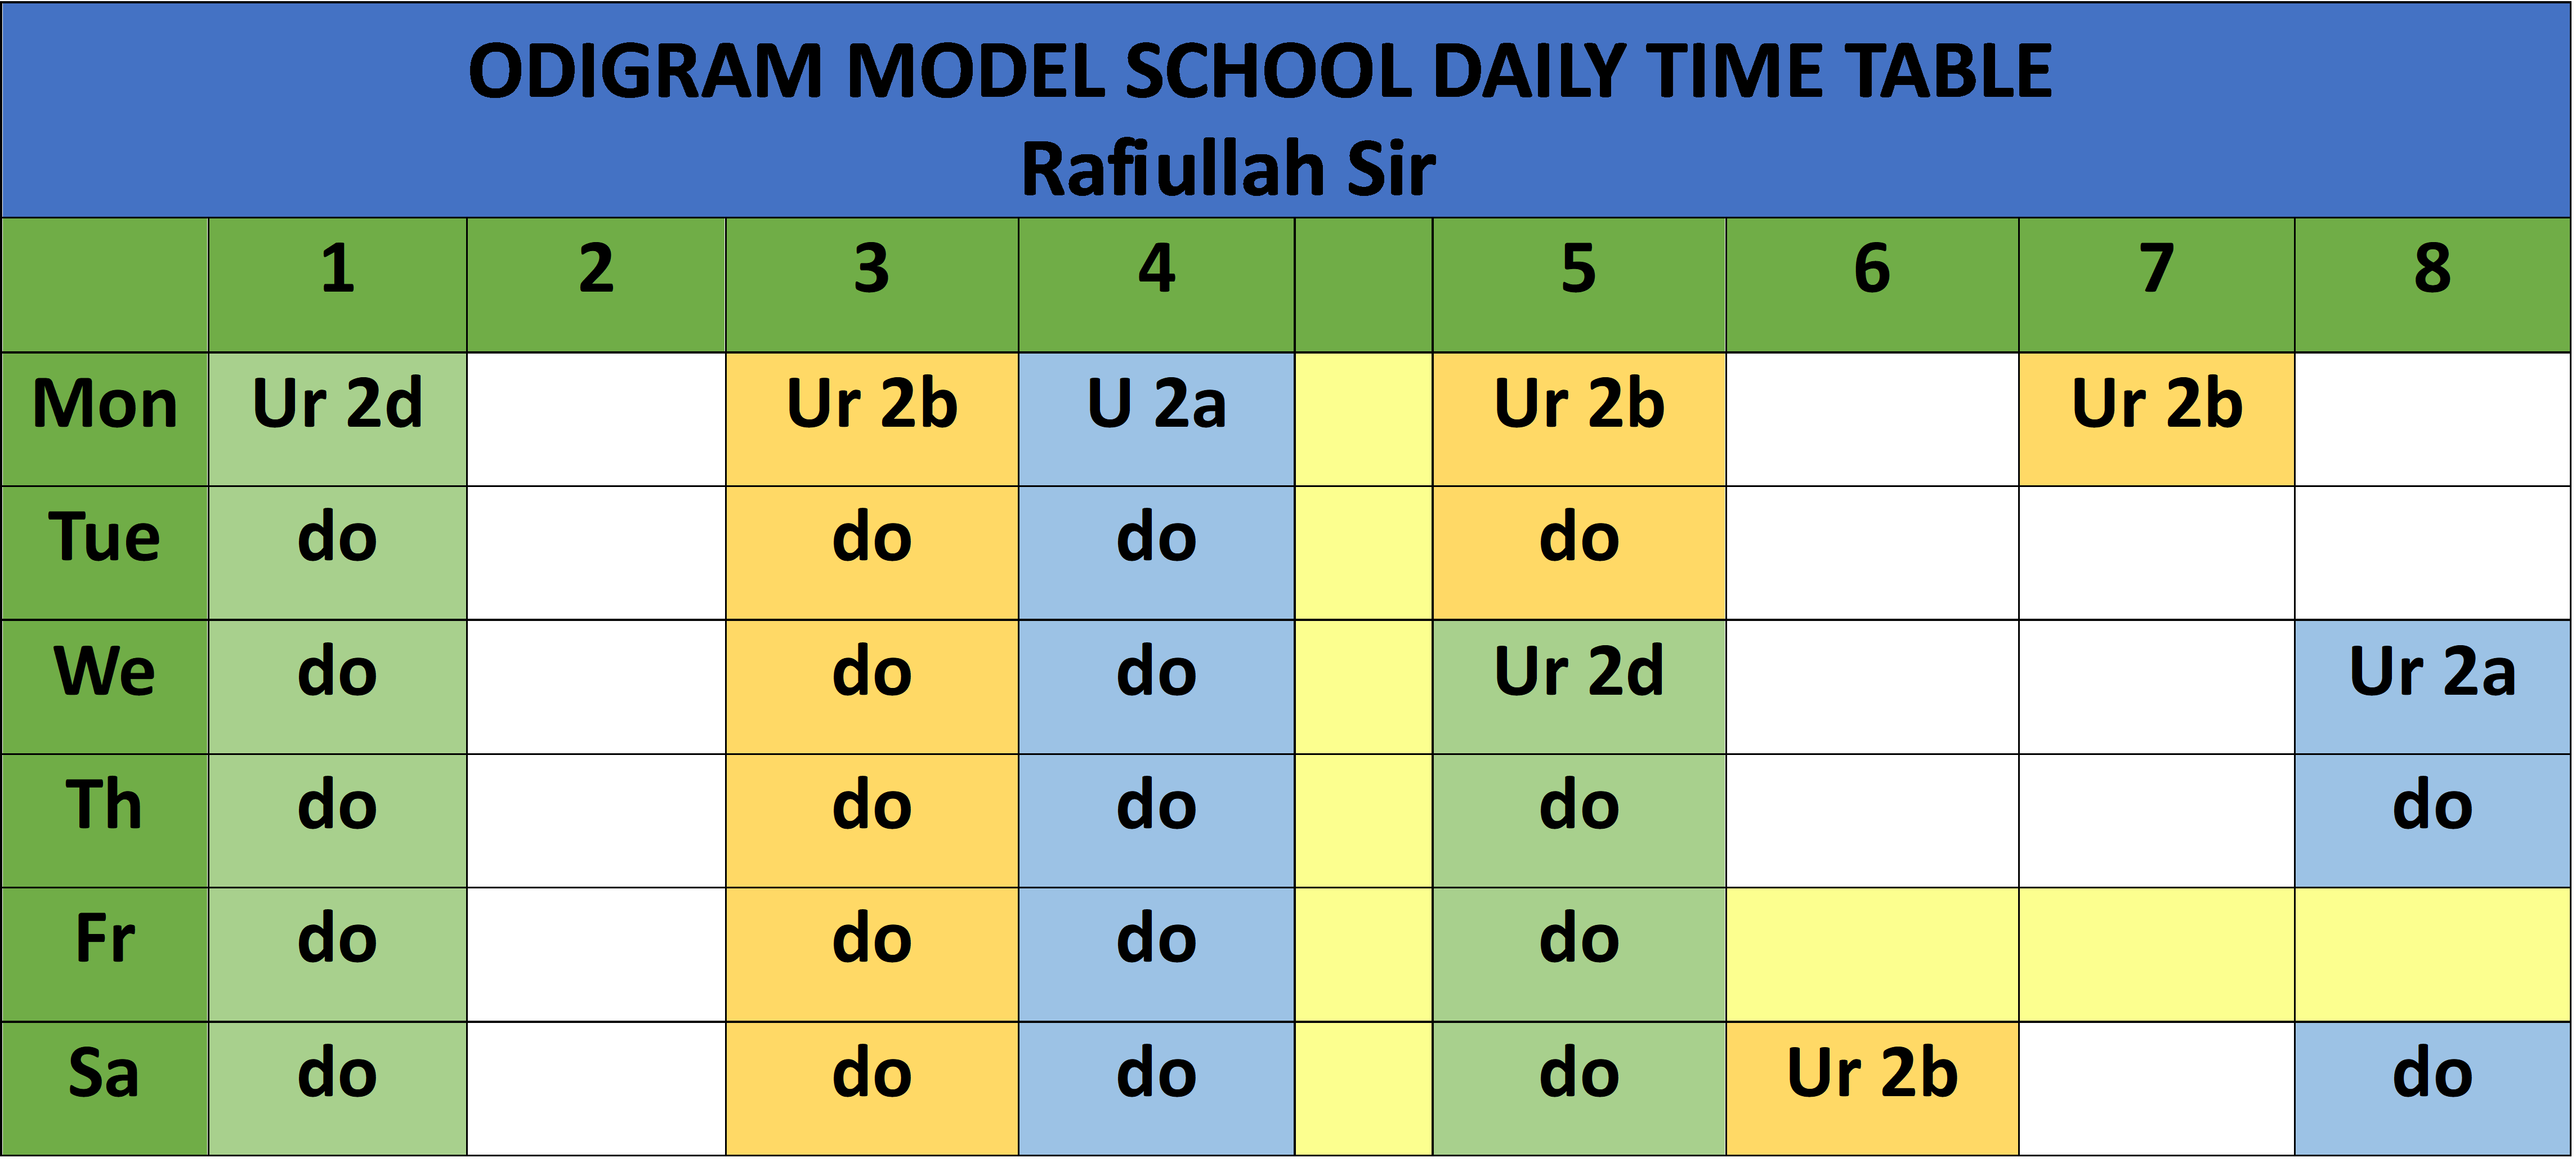 ODIGRAM MODEL SCHOOL DAILY TIME TABLE
Rafiullah Sir
1 2 3 4 5 6 7 8
Mon Ur 2d Ur 2b U 2a Ur 2b Ur 2b
Tue do do do do
We do do do Ur 2d Ur 2a
Th do do do do do
Fr do do do do
Sa do do do do Ur 2b do